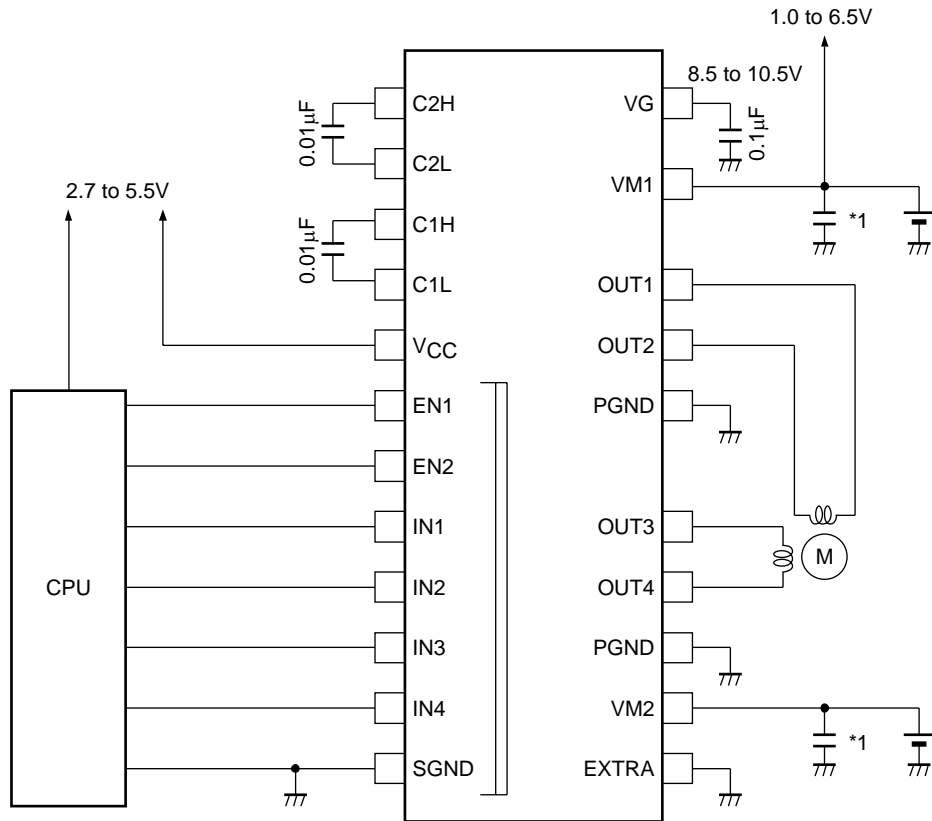 1.0 to 6.5V
8.5 to 10.5V
0.01μF
C2H
VG
0.1μF
C2L
2.7 to 5.5V
VM1
*1
0.01μF
C1H
C1L
OUT1
VCC
OUT2
EN1
PGND
EN2
IN1
OUT3
M
CPU
IN2
OUT4
IN3
PGND
IN4
VM2
*1
SGND
EXTRA